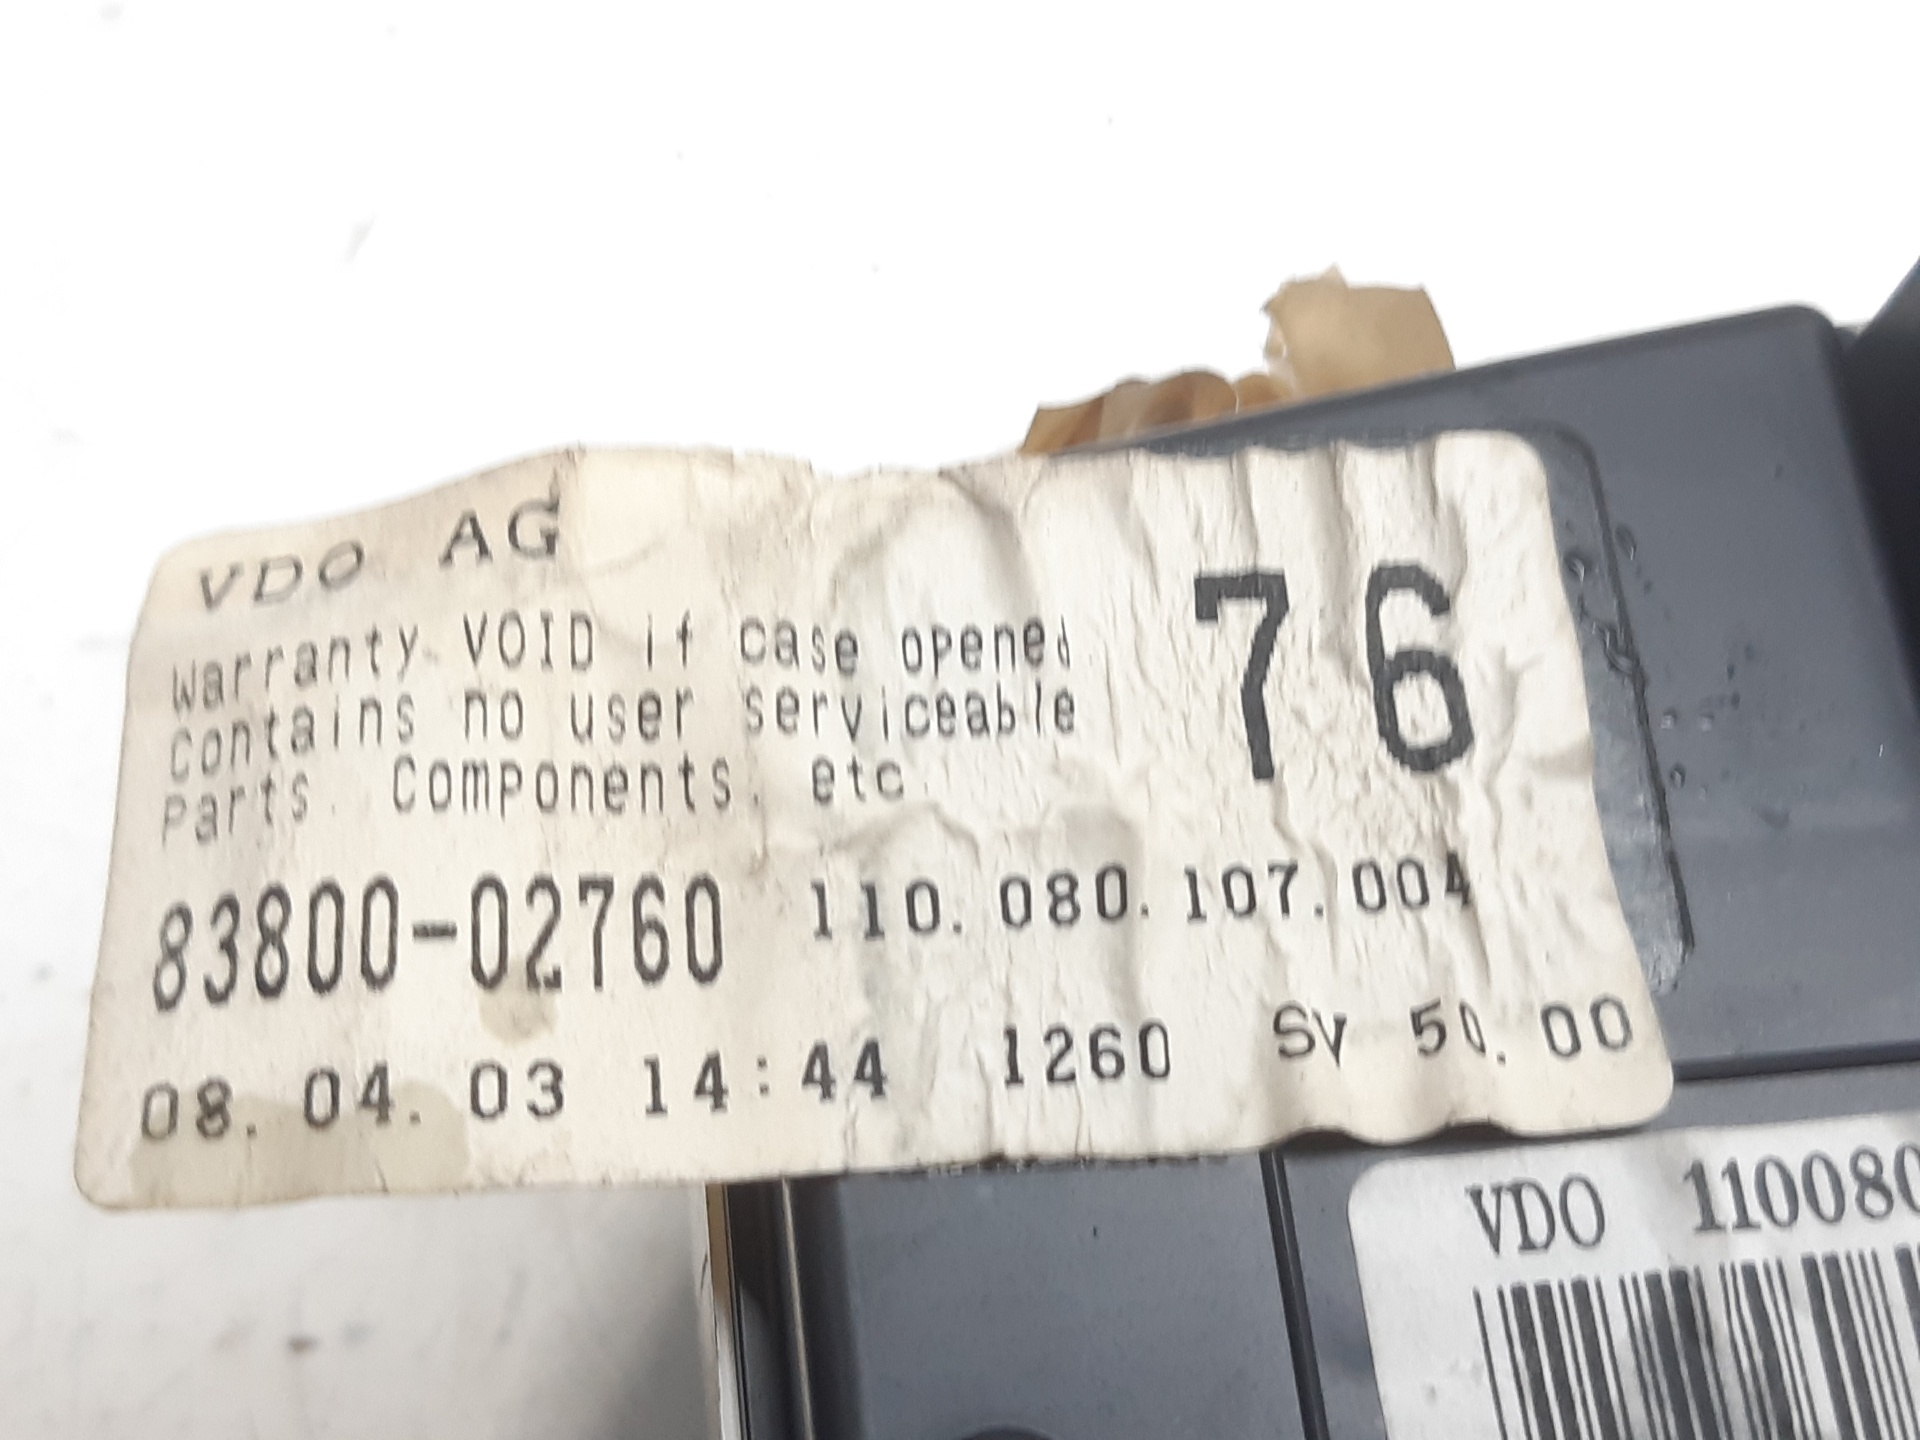 VDO AG
Warranty VOID if case opened
contains no user serviceable
Parts. Components. etc.
76
83800-02760 110.080.107.004
08.04.03 14:44 1260 SV 50.00
VDO 110080